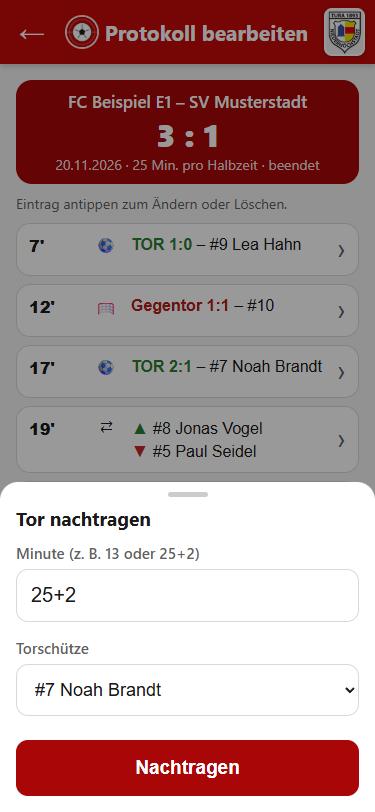 ←
Protokoll bearbeiten
TURA 1893
FC Beispiel E1 – SV Musterstadt
3 : 1
20.11.2026 · 25 Min. pro Halbzeit · beendet
Eintrag antippen zum Ändern oder Löschen.
7' TOR 1:0 – #9 Lea Hahn ›
12' Gegentor 1:1 – #10 ›
17' TOR 2:1 – #7 Noah Brandt ›
19' ⇄ ▲ #8 Jonas Vogel ›
▼ #5 Paul Seidel
Tor nachtragen
Minute (z. B. 13 oder 25+2)
25+2
Torschütze
#7 Noah Brandt
Nachtragen